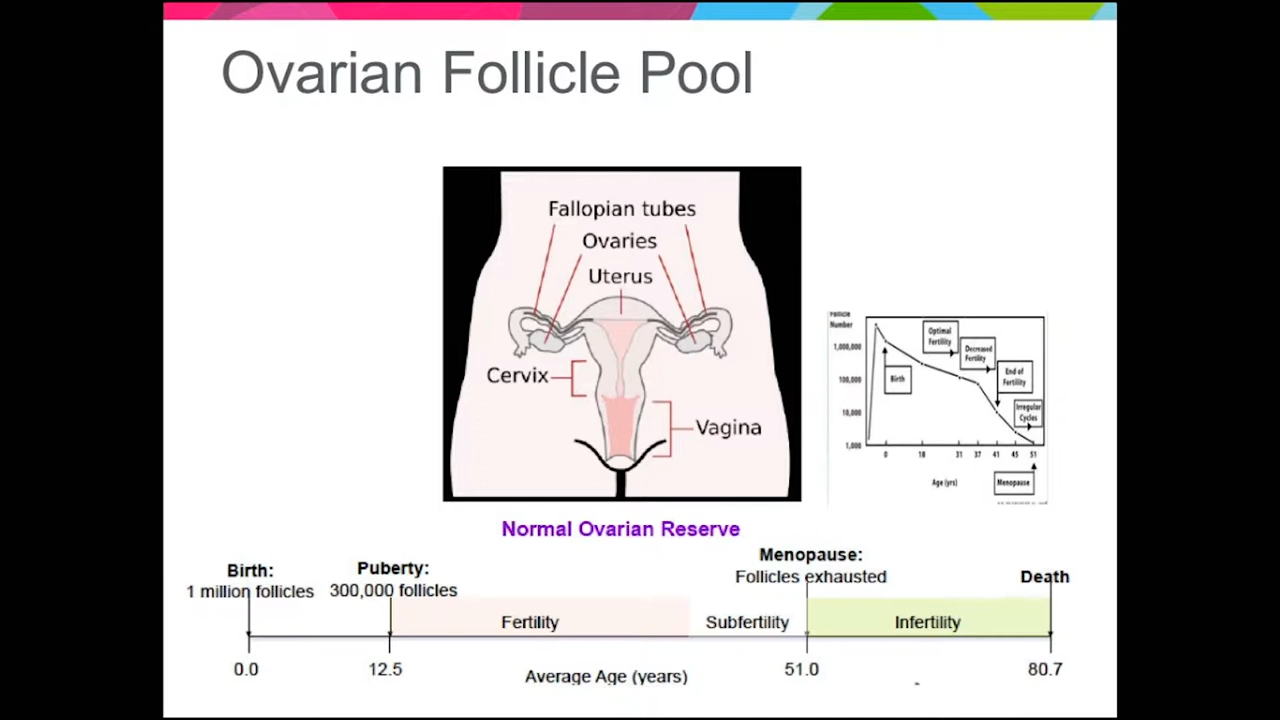 Ovarian Follicle Pool
Fallopian tubes
Ovaries
Uterus
Cervix
Vagina
Follicle
Number
1,000,000
100,000
10,000
1,000
Optimal
Fertility
Decreased
Fertility
End of
Fertility
Irregular
Cycles
Birth
0 18 31 37 41 45 51
Age (yrs)
Menopause
Normal Ovarian Reserve
Birth:
1 million follicles
Puberty:
300,000 follicles
Menopause:
Follicles exhausted
Death
Fertility
Subfertility
Infertility
0.0 12.5 51.0 80.7
Average Age (years)